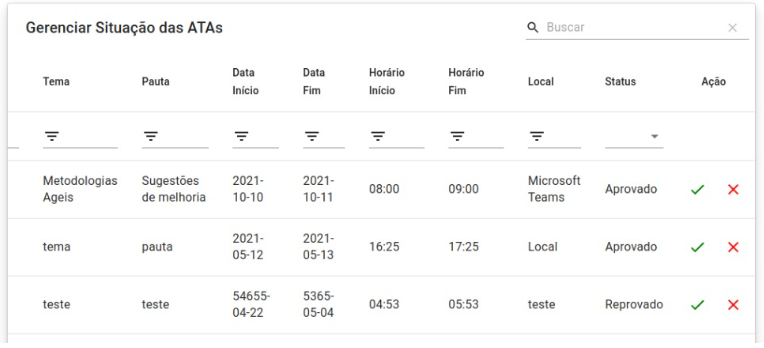 Gerenciar Situação das ATAs
Buscar
Tema Pauta Data Início Data Fim Horário Início Horário Fim Local Status Ação
Metodologias Ageis Sugestões de melhoria 2021-10-10 2021-10-11 08:00 09:00 Microsoft Teams Aprovado
tema pauta 2021-05-12 2021-05-13 16:25 17:25 Local Aprovado
teste teste 54655-04-22 5365-05-04 04:53 05:53 teste Reprovado